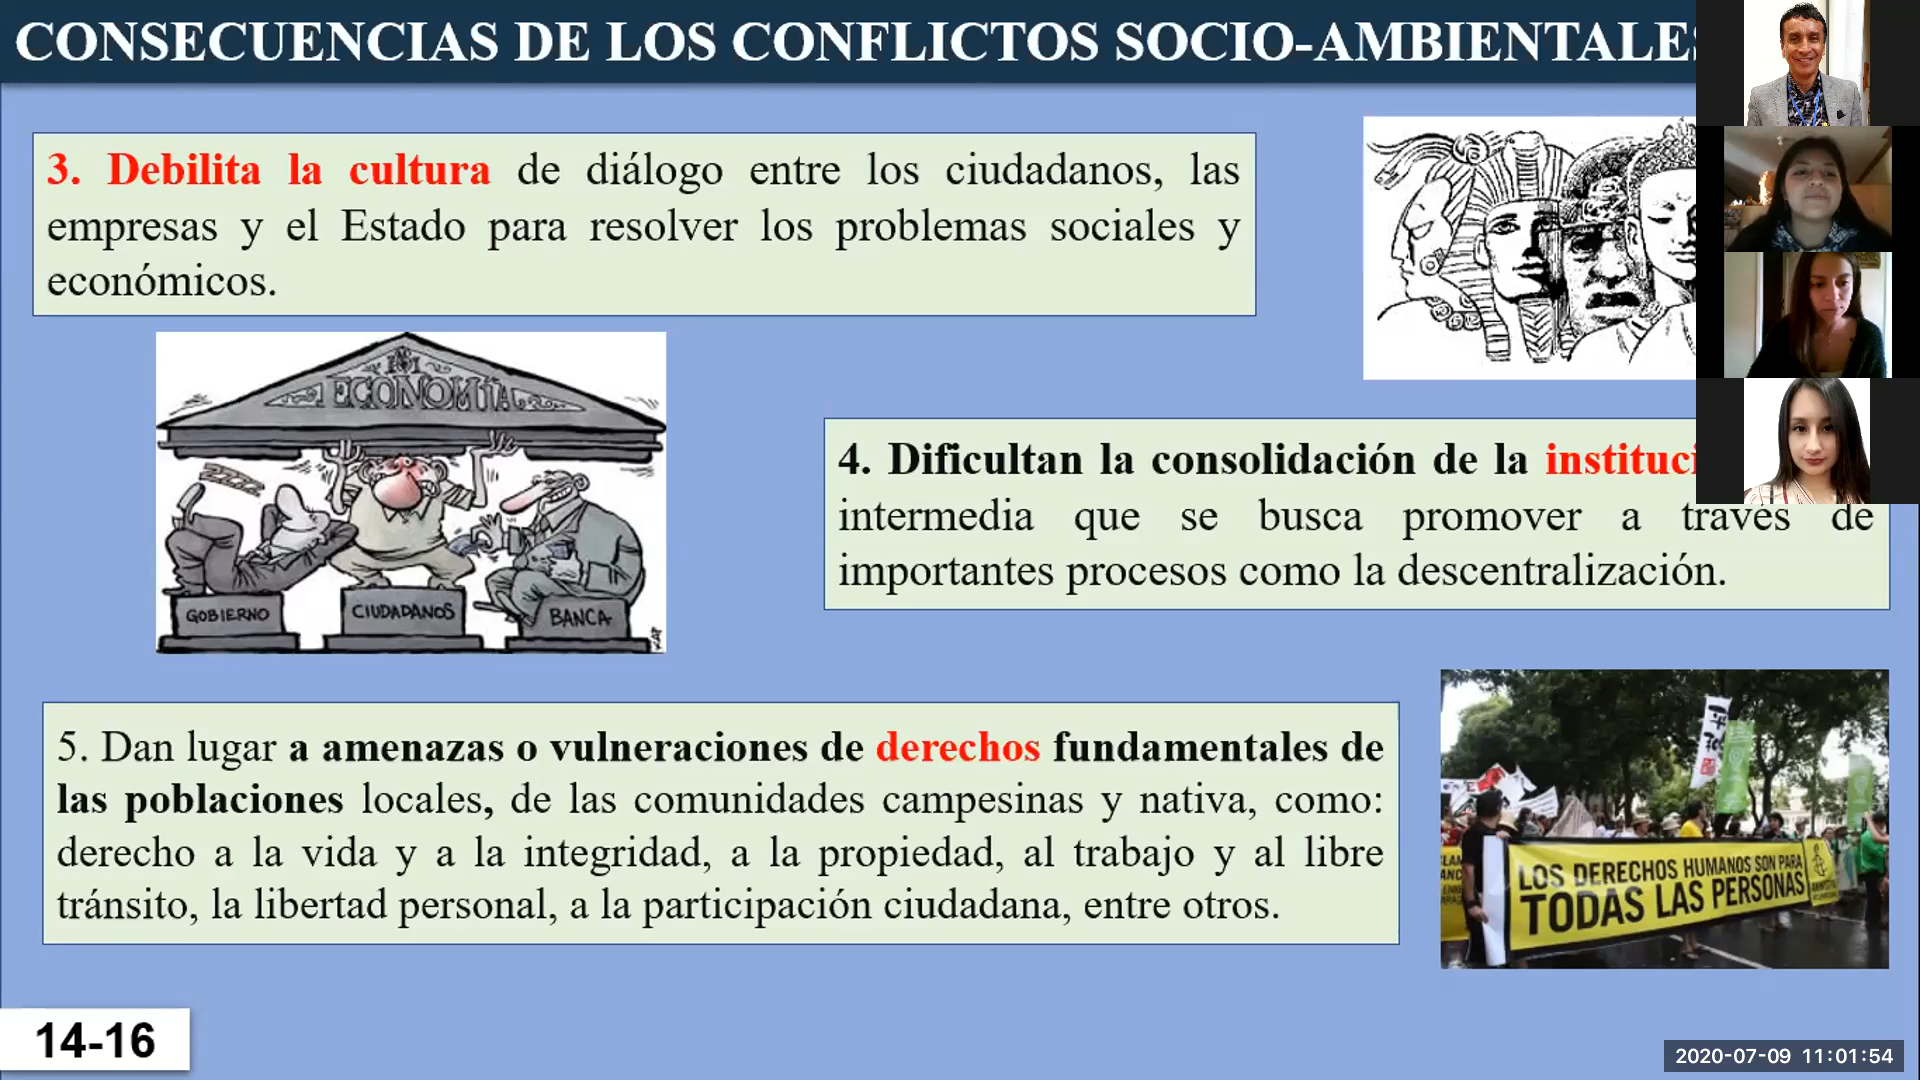 CONSECUENCIAS DE LOS CONFLICTOS SOCIO-AMBIENTALES
3. Debilita la cultura de diálogo entre los ciudadanos, las
empresas y el Estado para resolver los problemas sociales y
económicos.
ECONOMÍA
GOBIERNO
CIUDADANOS
BANCA
4. Dificultan la consolidación de la
intermedia que se busca promover a través de
importantes procesos como la descentralización.
5. Dan lugar a amenazas o vulneraciones de derechos fundamentales de
las poblaciones locales, de las comunidades campesinas y nativa, como:
derecho a la vida y a la integridad, a la propiedad, al trabajo y al libre
tránsito, la libertad personal, a la participación ciudadana, entre otros.
LOS DERECHOS HUMANOS SON PARA
TODAS LAS PERSONAS
14-16
2020-07-09 11:01:54